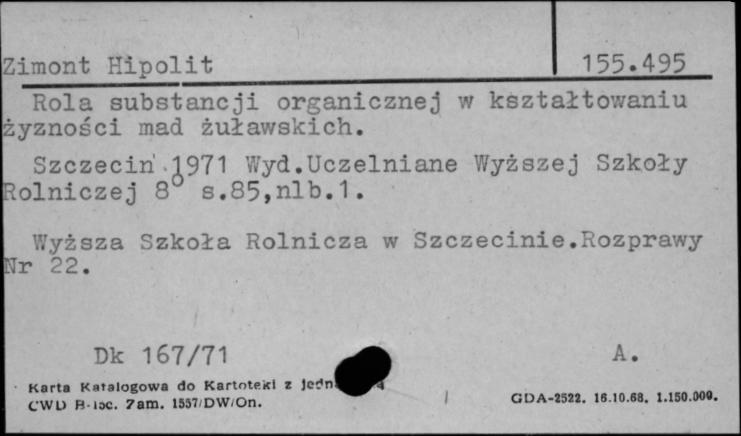 Zimont Hipolit 155.495
Rola substancji organicznej w kształtowaniu
żyzności mad żuławskich.
Szczecin 1971 Wyd.Uczelniane Wyższej Szkoły
Rolniczej 8° s.85,nlb.1.
Wyższa Szkoła Rolnicza w Szczecinie.Rozprawy
Nr 22.
Dk 167/71 A.
Karta Katalogowa do Kartoteki z
CWD Zam. 1557/DW/On. GDA-2522. 16.10.68. 1.150.000.